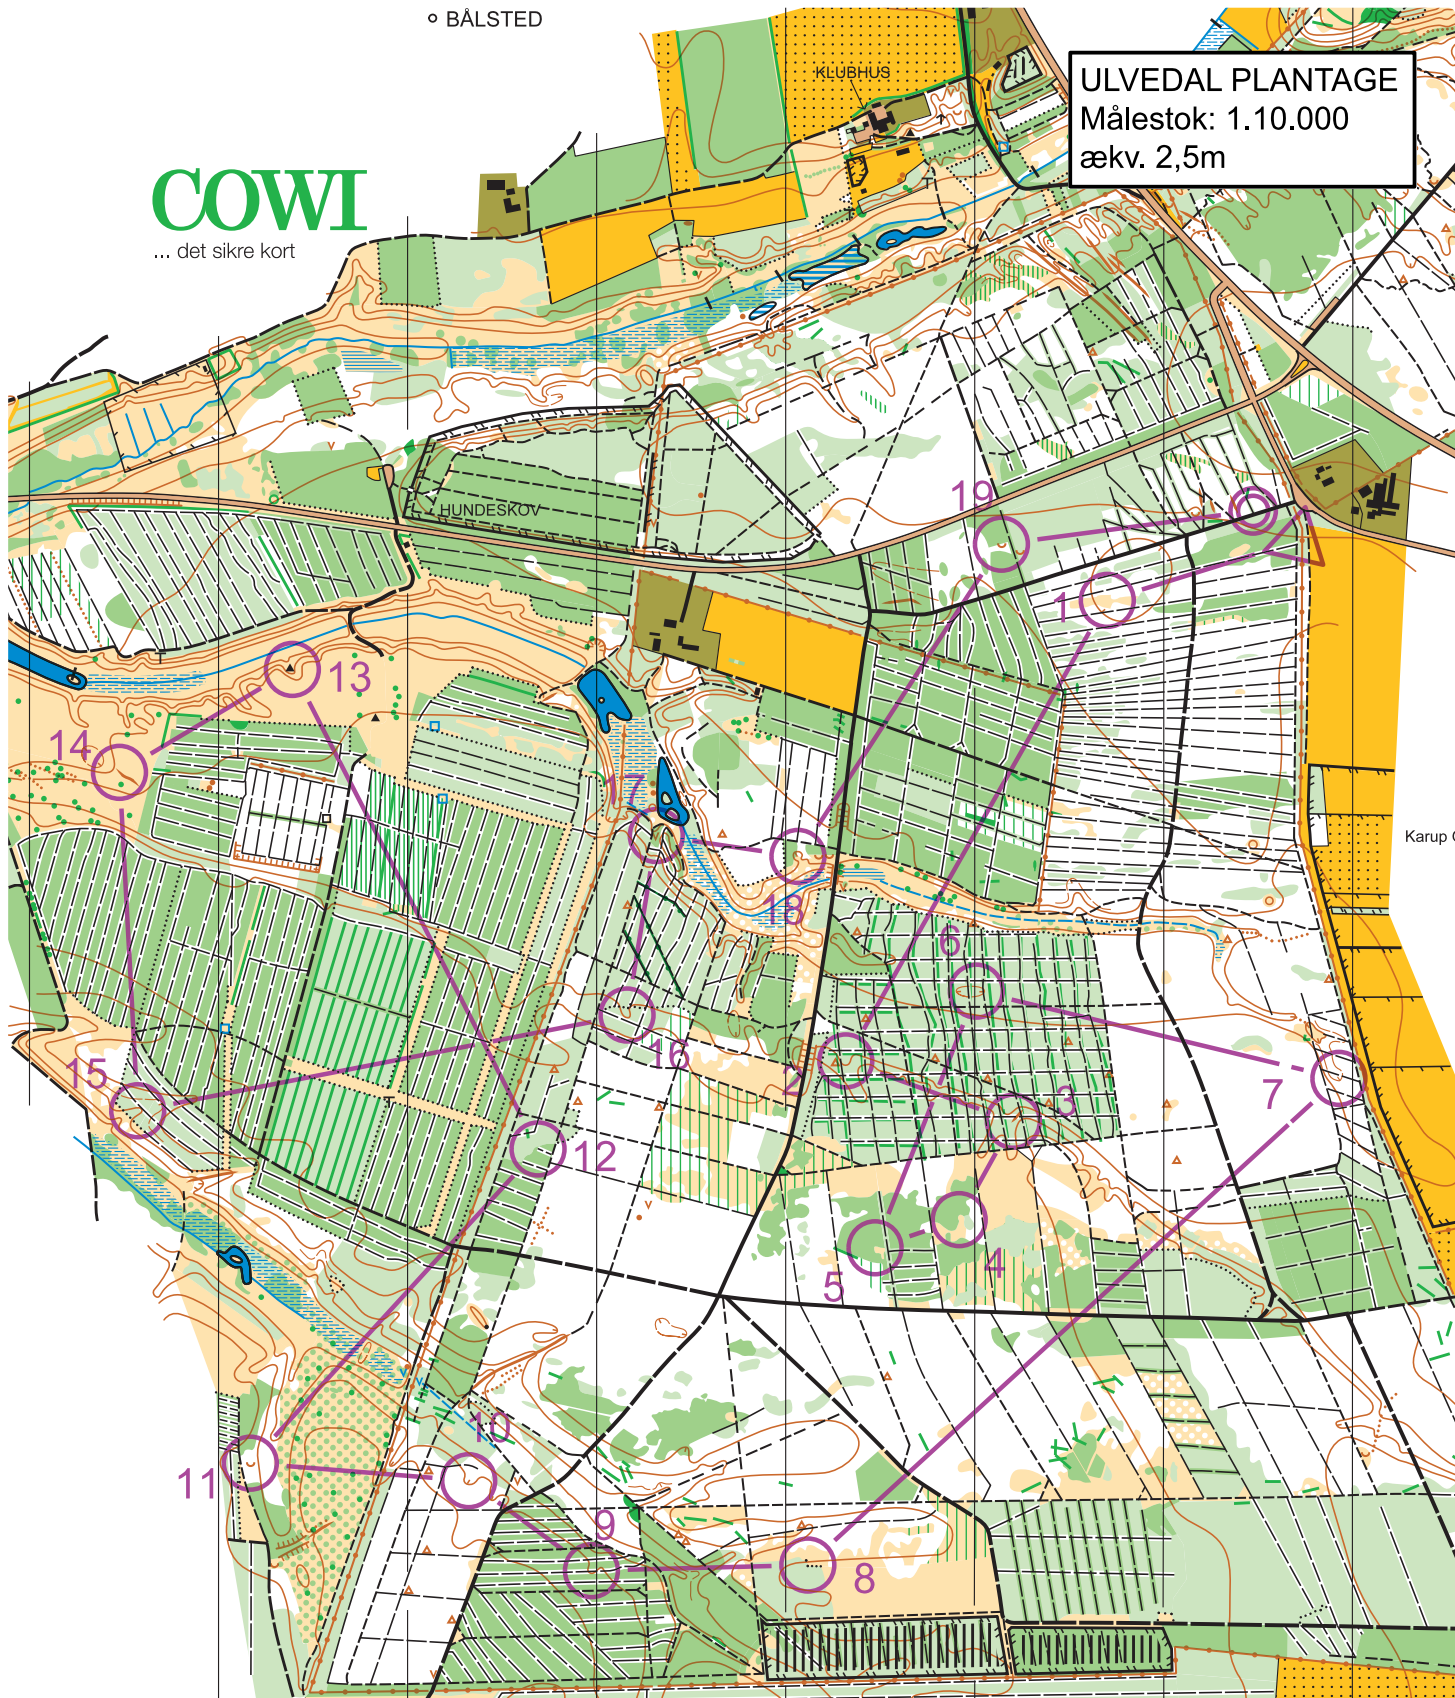 BÅLSTED
KLUBHUS
ULVEDAL PLANTAGE
Målestok: 1.10.000
ækv. 2,5m
COWI
... det sikre kort
HUNDESKOV
19
1
13
14
17
Karup
18
6
15
16
2
3
7
12
5
4
10
11
9
8